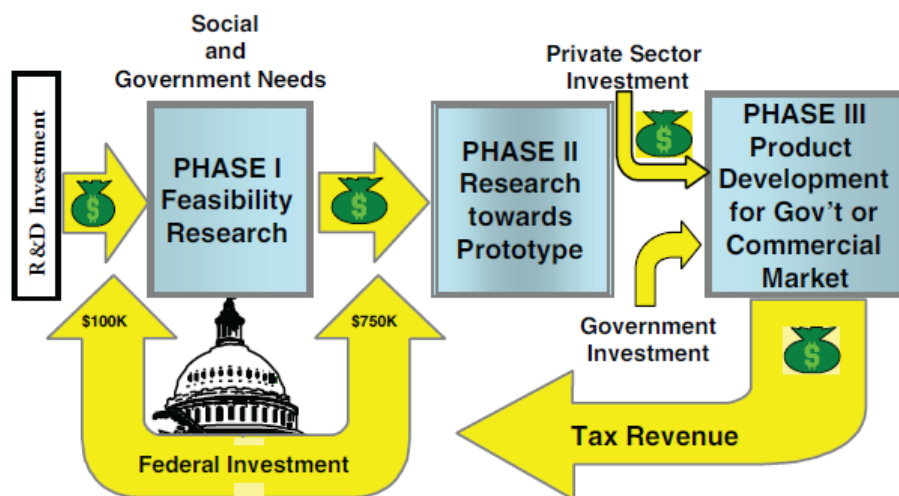 Social
and
Government Needs
R&D Investment
$
PHASE I
Feasibility
Research
$
PHASE II
Research
towards
Prototype
Private Sector
Investment
$
PHASE III
Product
Development
for Gov't or
Commercial
Market
$100K
$750K
Federal Investment
Government
Investment
$
Tax Revenue